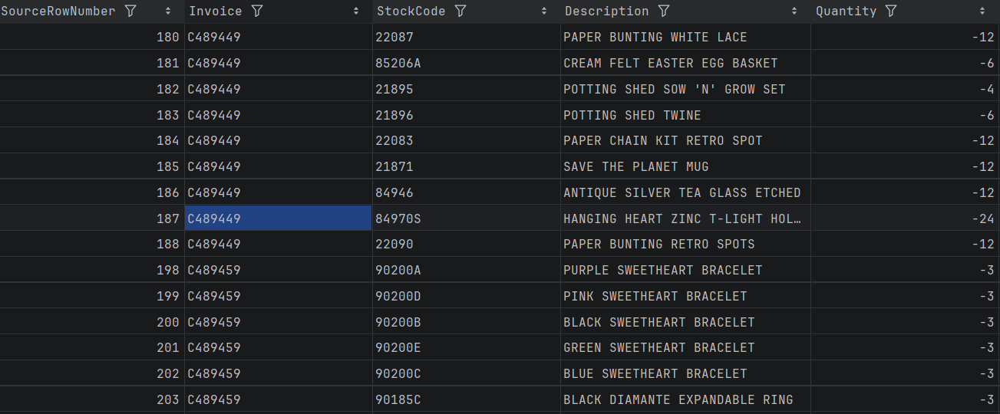 SourceRowNumber Invoice StockCode Description Quantity
180 C489449 22087 PAPER BUNTING WHITE LACE -12
181 C489449 85206A CREAM FELT EASTER EGG BASKET -6
182 C489449 21895 POTTING SHED SOW 'N' GROW SET -4
183 C489449 21896 POTTING SHED TWINE -6
184 C489449 22083 PAPER CHAIN KIT RETRO SPOT -12
185 C489449 21871 SAVE THE PLANET MUG -12
186 C489449 84946 ANTIQUE SILVER TEA GLASS ETCHED -12
187 C489449 84970S HANGING HEART ZINC T-LIGHT HOL… -24
188 C489449 22090 PAPER BUNTING RETRO SPOTS -12
198 C489459 90200A PURPLE SWEETHEART BRACELET -3
199 C489459 90200D PINK SWEETHEART BRACELET -3
200 C489459 90200B BLACK SWEETHEART BRACELET -3
201 C489459 90200E GREEN SWEETHEART BRACELET -3
202 C489459 90200C BLUE SWEETHEART BRACELET -3
203 C489459 90185C BLACK DIAMANTE EXPANDABLE RING -3